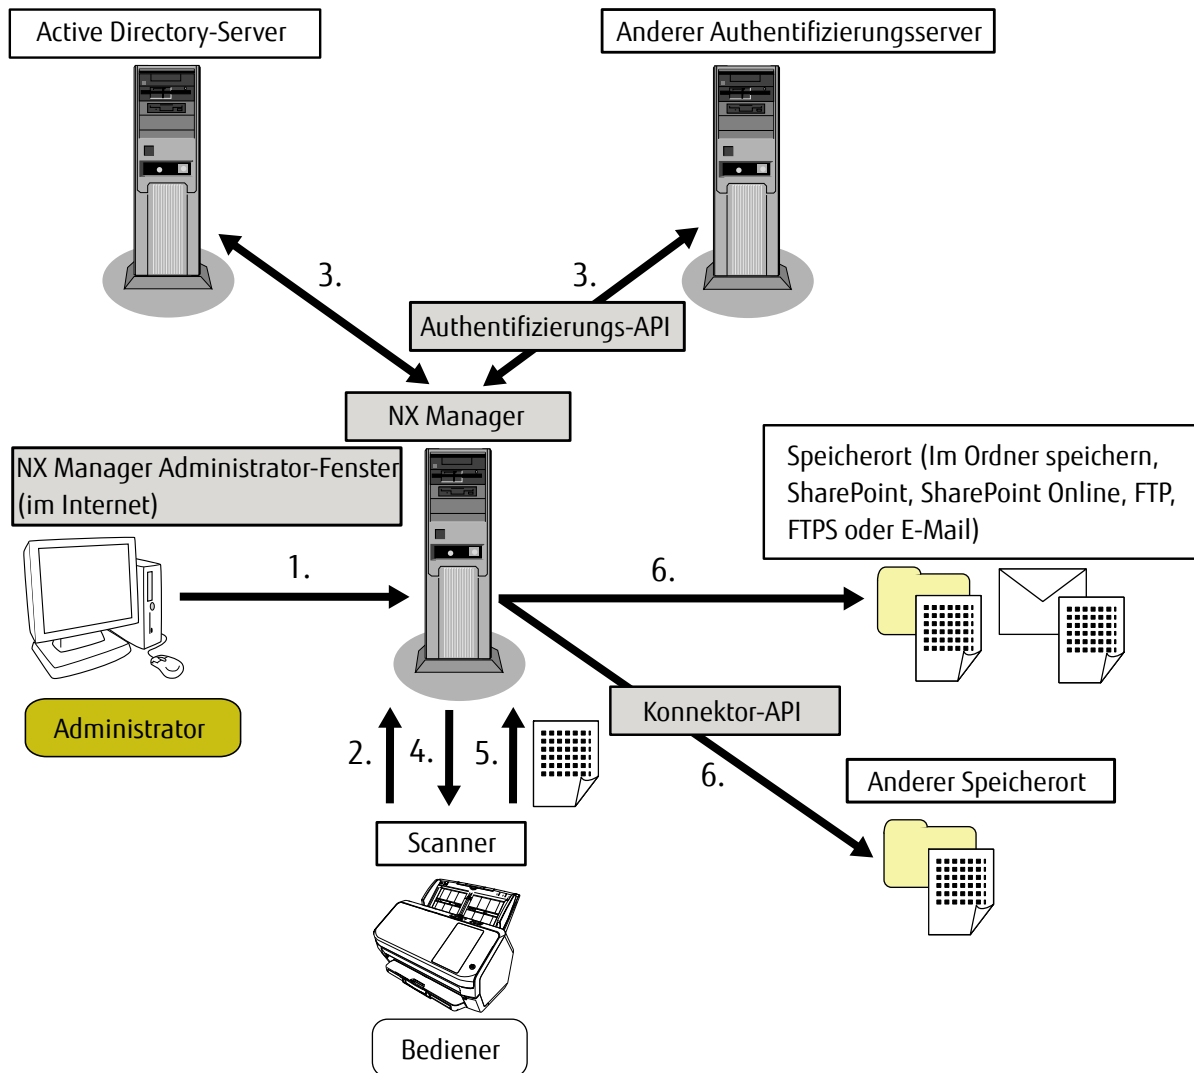 Active Directory-Server
Anderer Authentifizierungsserver
3.
3.
Authentifizierungs-API
NX Manager
NX Manager Administrator-Fenster
(im Internet)
Speicherort (Im Ordner speichern,
SharePoint, SharePoint Online, FTP,
FTPS oder E-Mail)
1.
6.
Administrator
Konnektor-API
2.
4.
5.
6.
Anderer Speicherort
Scanner
Bediener